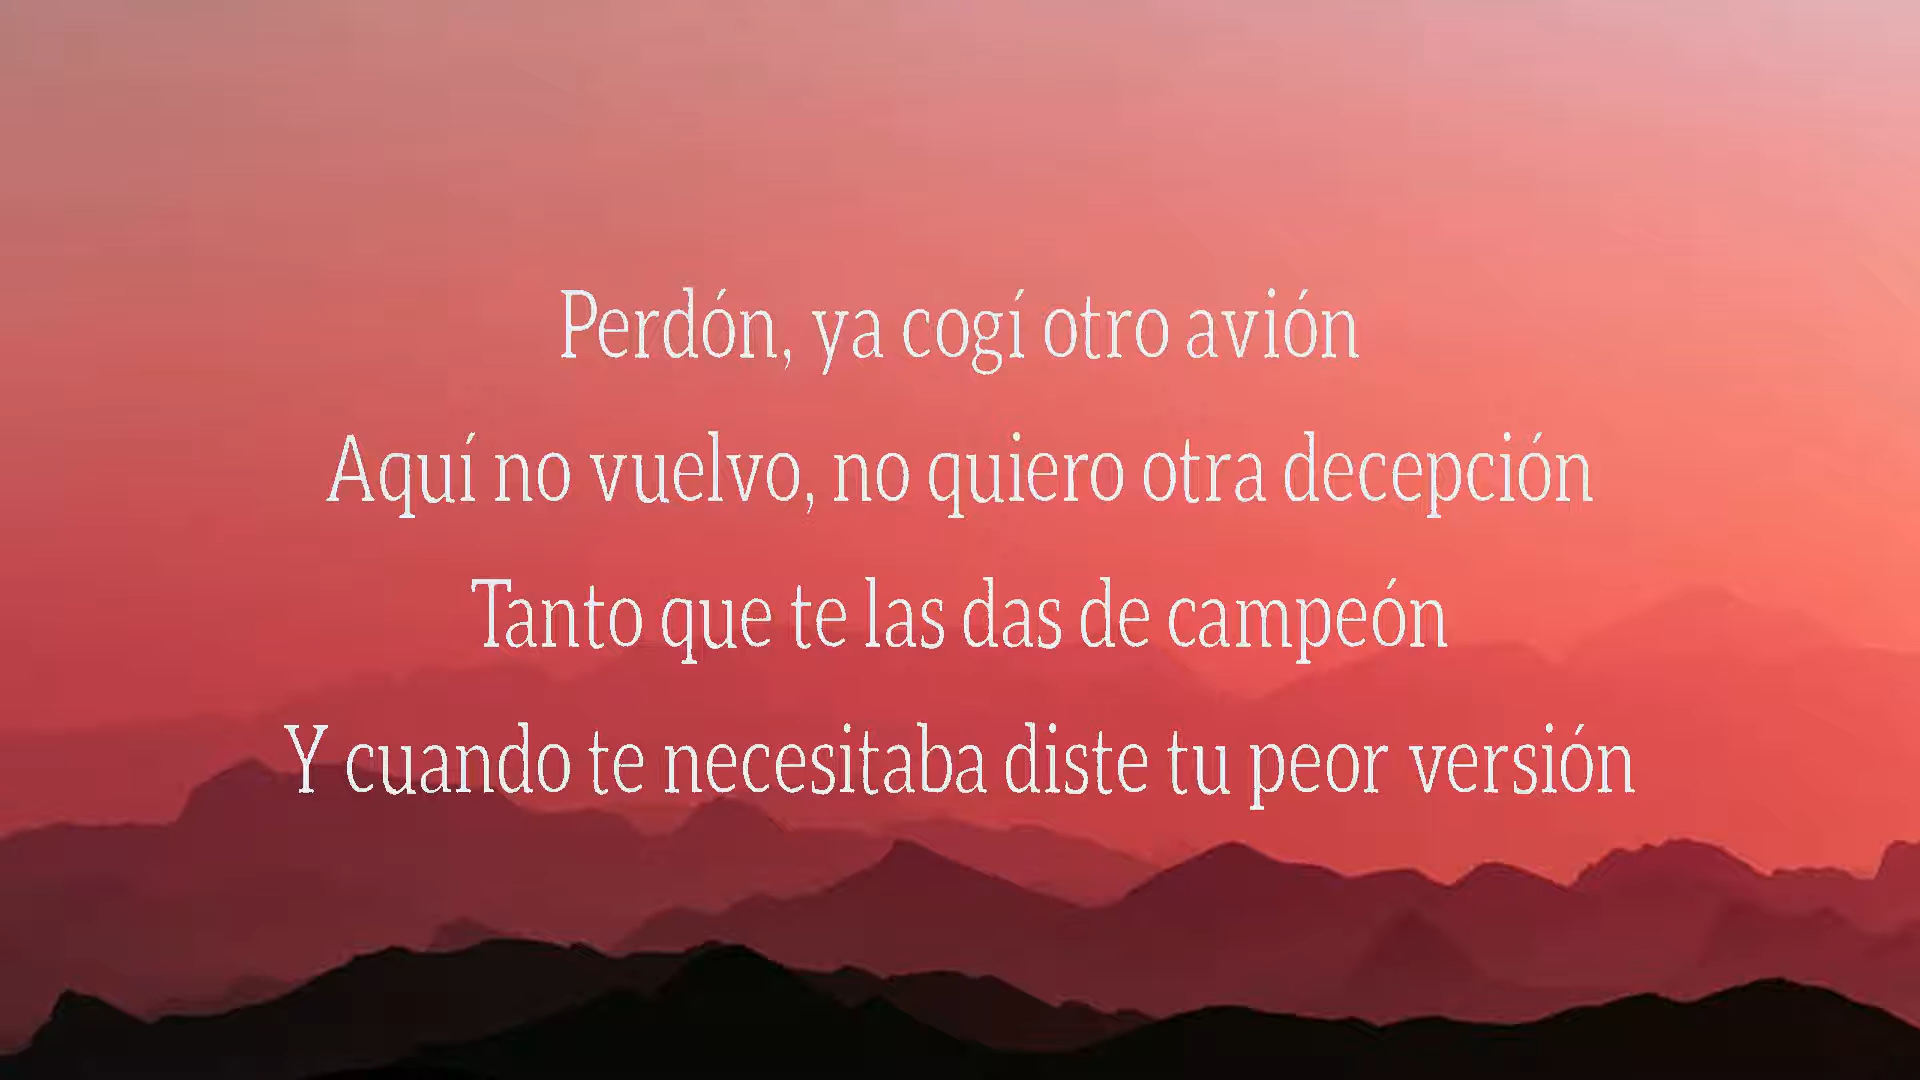 Perdón, ya cogí otro avión
Aquí no vuelvo, no quiero otra decepción
Tanto que te las das de campeón
Y cuando te necesitaba diste tu peor versión